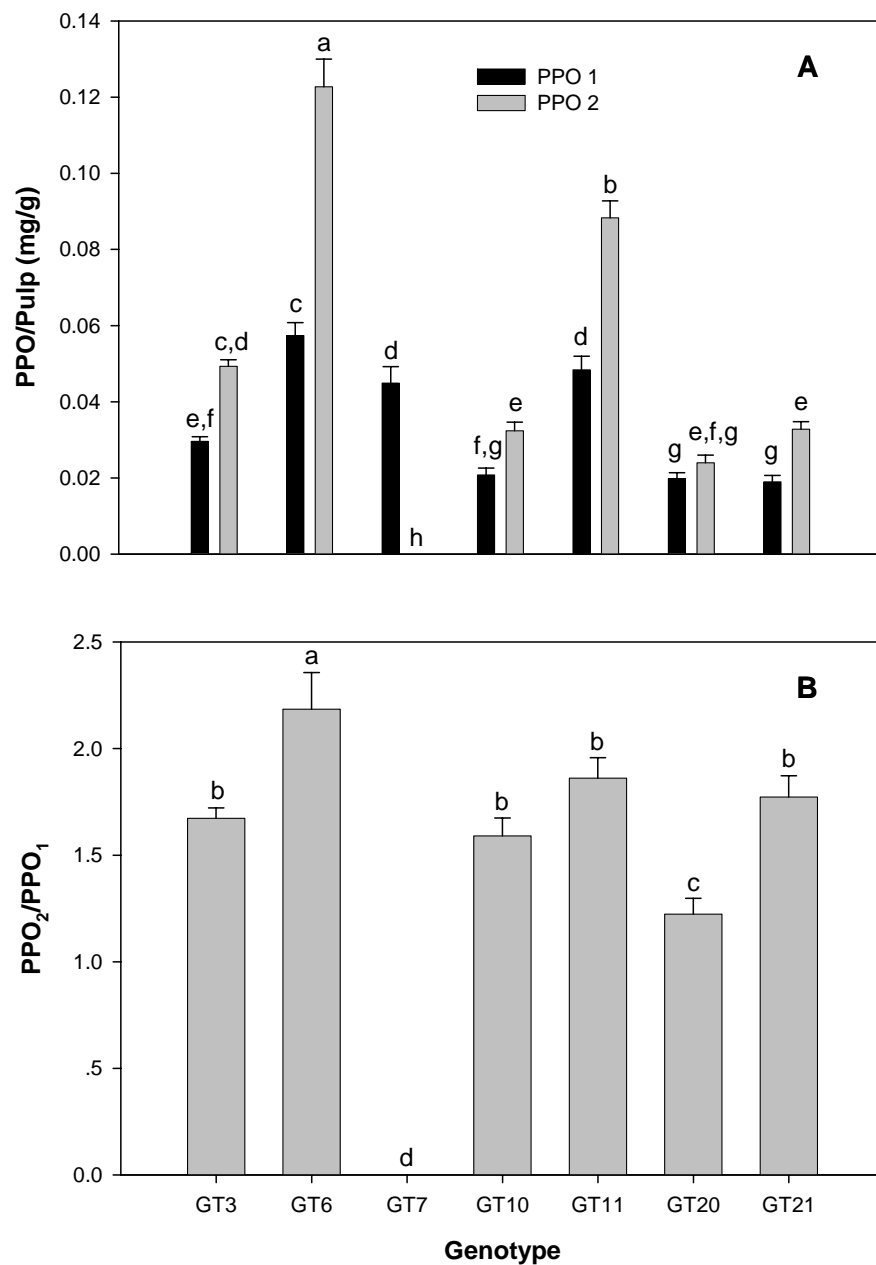 0.14
0.12
0.10
0.08
0.06
0.04
0.02
0.00
PPO/Pulp (mg/g)
A
PPO 1
PPO 2
e,f
c,d
c
a
d
h
f,g
e
d
b
g
e,f,g
g
e
2.5
2.0
1.5
1.0
.5
0.0
PPO₂/PPO₁
B
b
a
d
b
b
c
b
GT3 GT6 GT7 GT10 GT11 GT20 GT21
Genotype